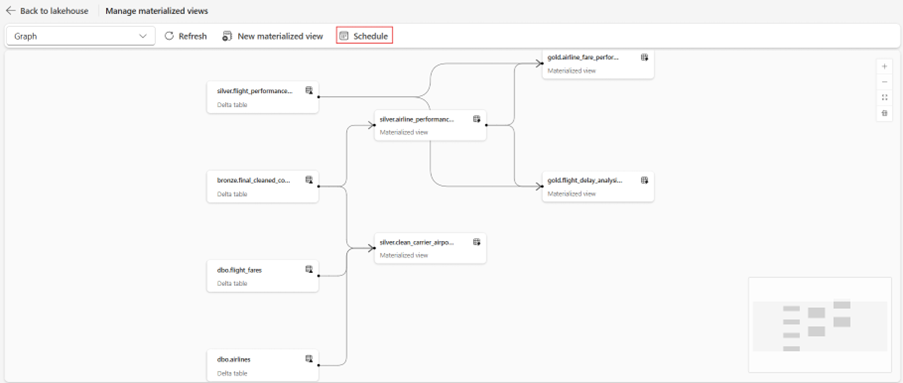 Back to lakehouse
Manage materialized views
Graph
Refresh
New materialized view
Schedule
gold.airline_fare_perfor...
Materialized view
silver.flight_performance...
Delta table
silver.airline_performanc...
Materialized view
bronze.final_cleaned_co...
Delta table
gold.flight_delay_analysi...
Materialized view
silver.clean_carrier_airpo...
Materialized view
dbo.flight_fares
Delta table
dbo.airlines
Delta table